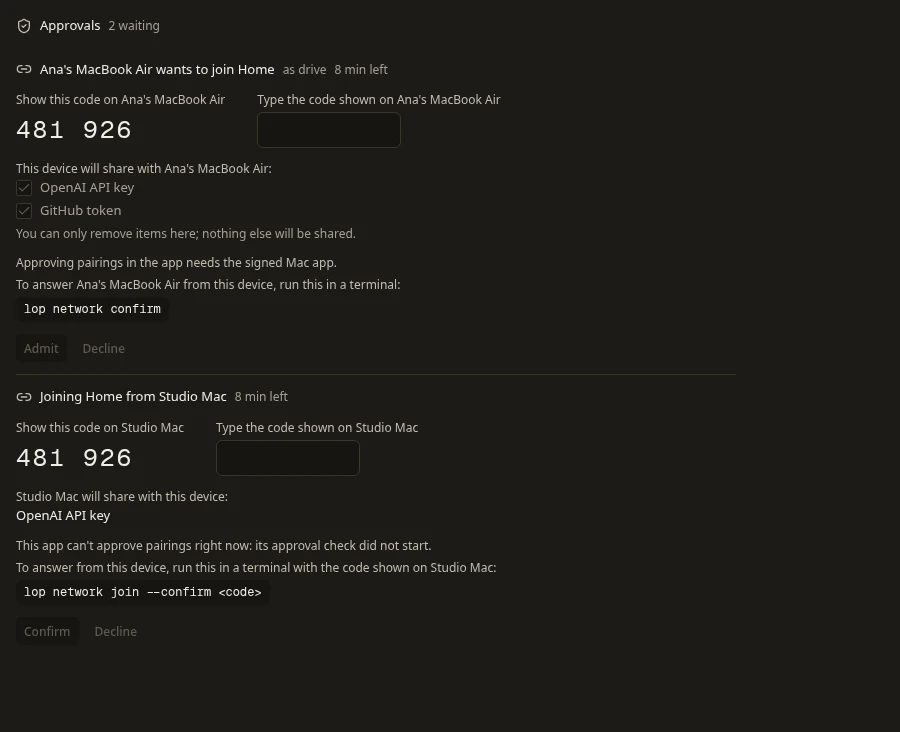 Approvals 2 waiting
Ana's MacBook Air wants to join Home as drive 8 min left
Show this code on Ana's MacBook Air Type the code shown on Ana's MacBook Air
481 926
This device will share with Ana's MacBook Air:
OpenAI API key
GitHub token
You can only remove items here; nothing else will be shared.
Approving pairings in the app needs the signed Mac app.
To answer Ana's MacBook Air from this device, run this in a terminal:
lop network confirm
Admit Decline
Joining Home from Studio Mac 8 min left
Show this code on Studio Mac Type the code shown on Studio Mac
481 926
Studio Mac will share with this device:
OpenAI API key
This app can't approve pairings right now: its approval check did not start.
To answer from this device, run this in a terminal with the code shown on Studio Mac:
lop network join --confirm <code>
Confirm Decline